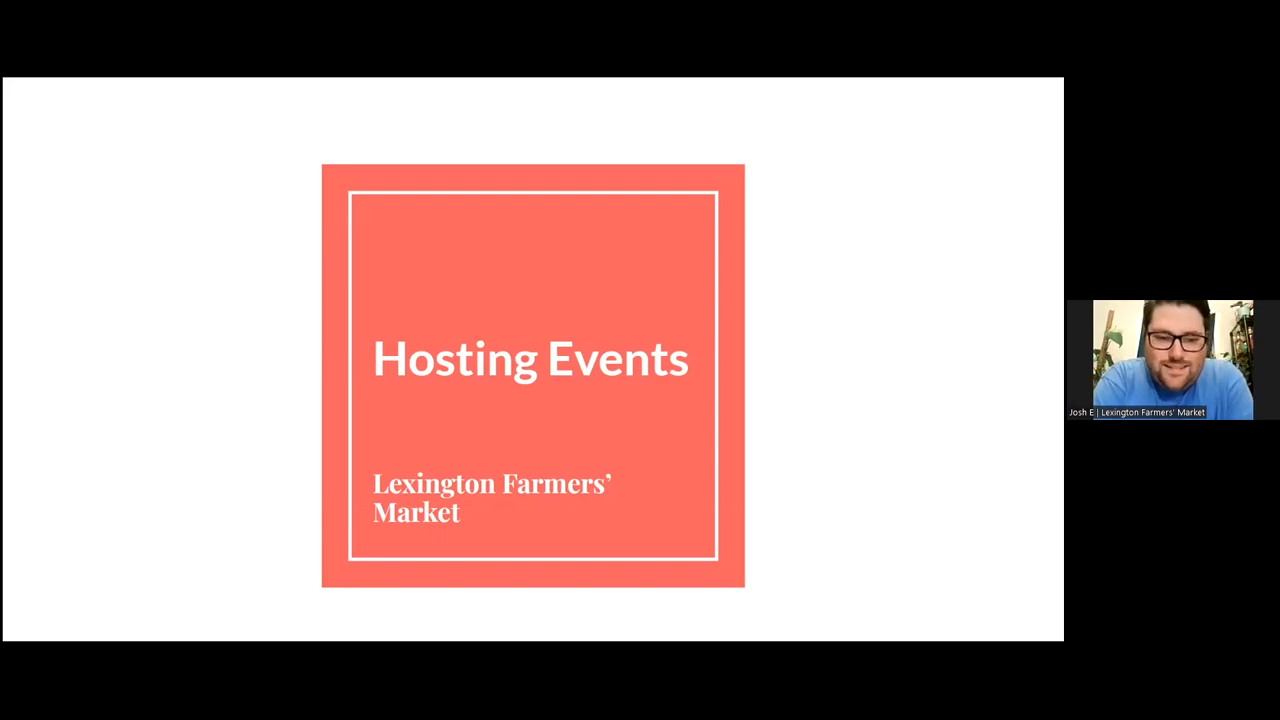 Hosting Events
Lexington Farmers’
Market
Josh E | Lexington Farmers' Market